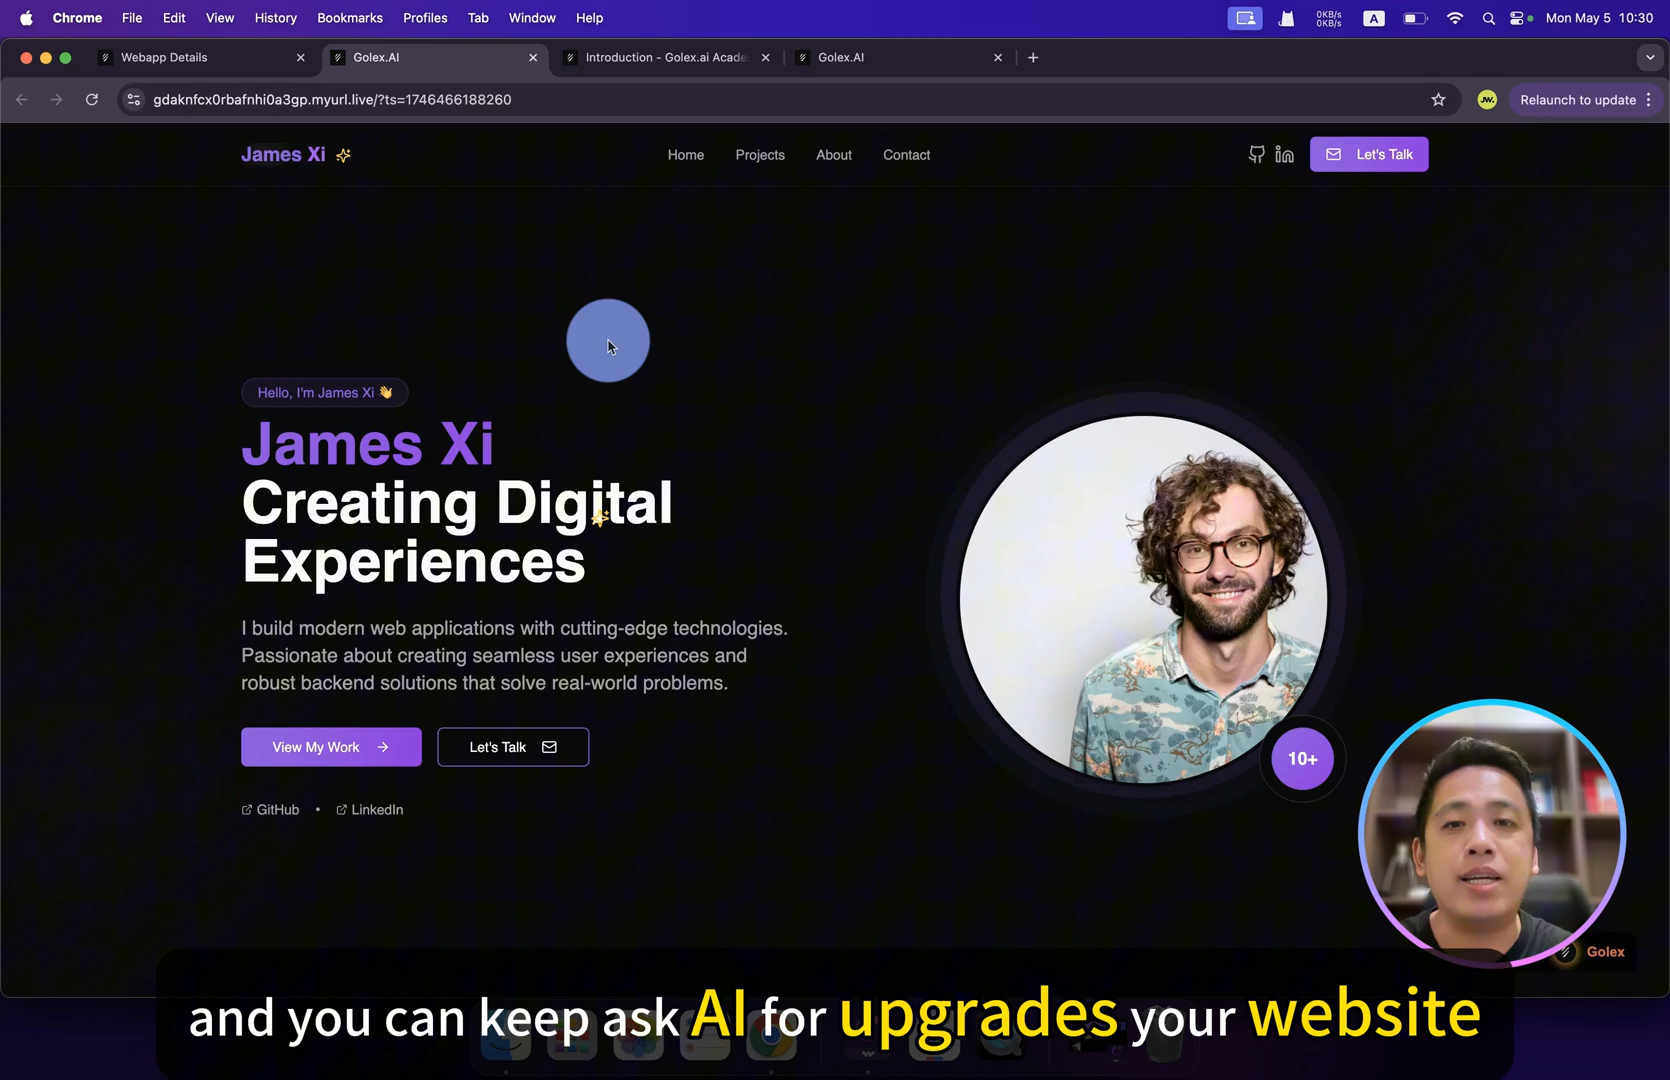 Chrome File Edit View History Bookmarks Profiles Tab Window Help
0KB/s
0KB/s
A
Mon May 5 10:30
Webapp Details
Golex.AI
Introduction - Golex.ai Acade
Golex.AI
gdaknfcx0rbafnhi0a3gp.myurl.live/?ts=1746466188260
JW.
Relaunch to update
James Xi
Home Projects About Contact
Let's Talk
Hello, I'm James Xi 👋
James Xi
Creating Digital
Experiences
I build modern web applications with cutting-edge technologies.
Passionate about creating seamless user experiences and
robust backend solutions that solve real-world problems.
View My Work →
Let's Talk
GitHub • LinkedIn
10+
Golex
and you can keep ask AI for upgrades your website